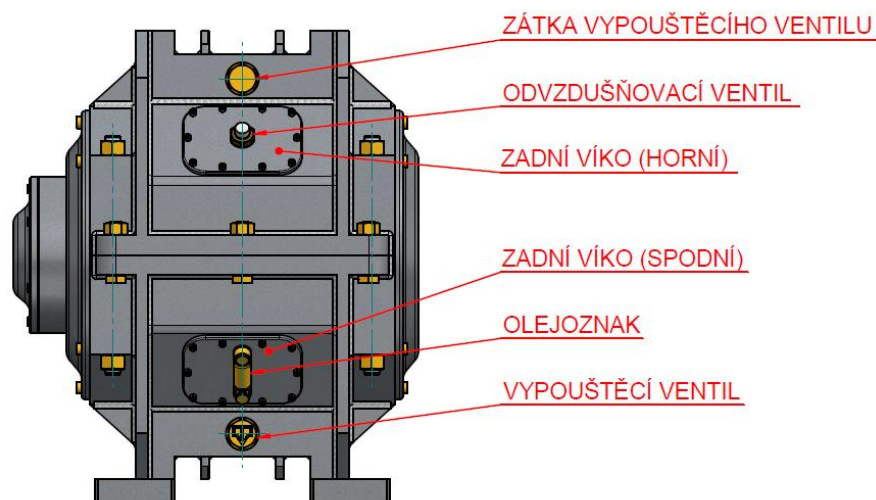 ZÁTKA VYPOUŠTĚCÍHO VENTILU
ODVZDUŠŇOVACÍ VENTIL
ZADNÍ VÍKO (HORNÍ)
ZADNÍ VÍKO (SPODNÍ)
OLEJOZNAK
VYPOUŠTĚCÍ VENTIL